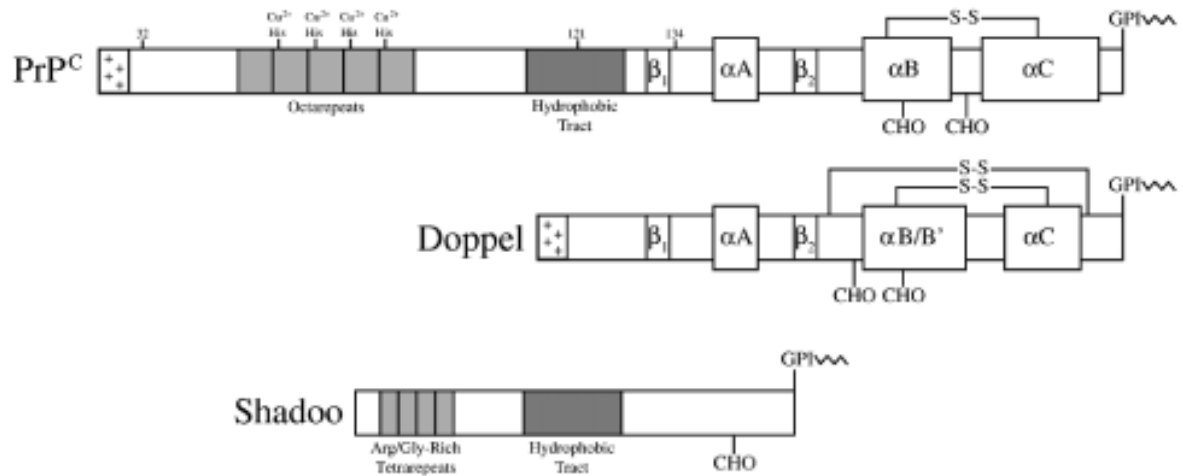 Cu2+ Cu2+ Cu2+ Cu2+
His His His His
32 121 134
S-S
GPI
PrPC
++++
β1
αA
β2
αB
αC
Octarepeats
Hydrophobic
Tract
CHO CHO
S-S
S-S
GPI
Doppel
++++
β1
αA
β2
αB/B'
αC
CHO CHO
GPI
Shadoo
Arg/Gly-Rich
Tetrarepeats
Hydrophobic
Tract
CHO